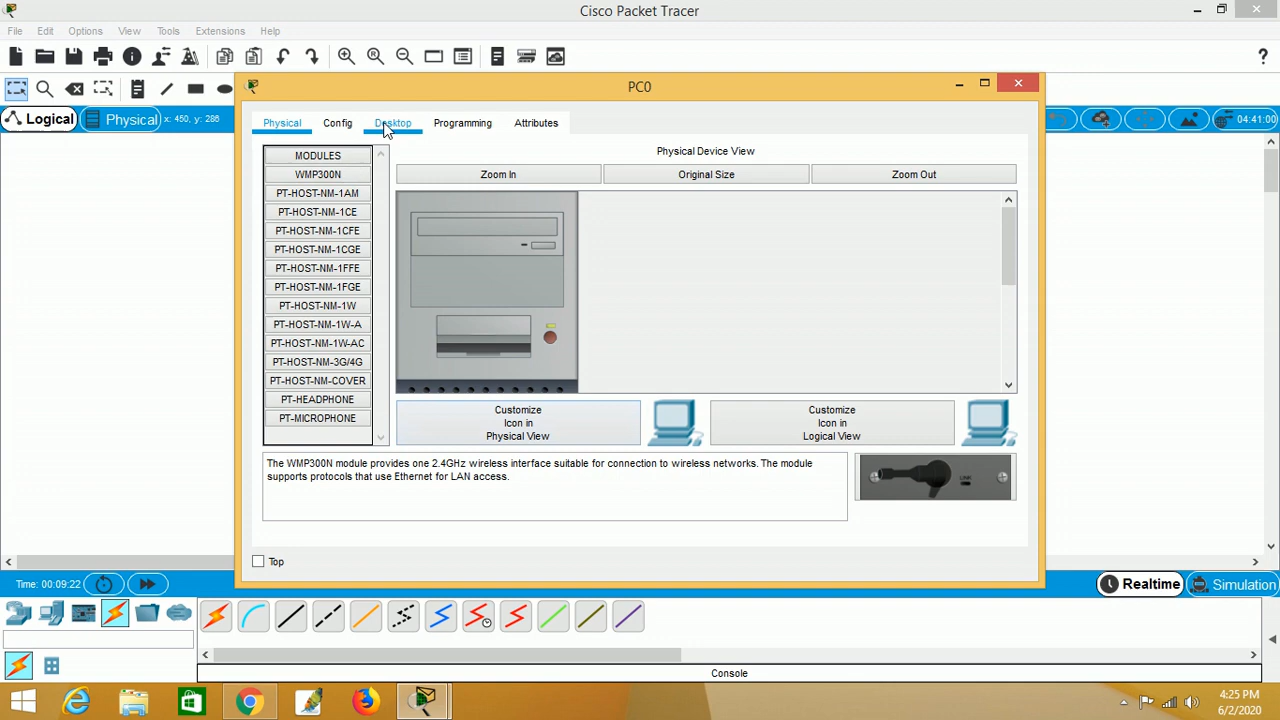 Cisco Packet Tracer
File Edit Options View Tools Extensions Help
Logical
Physical
x: 450, y: 286
04:41:00
PC0
Physical Config Desktop Programming Attributes
MODULES
WMP300N
PT-HOST-NM-1AM
PT-HOST-NM-1CE
PT-HOST-NM-1CFE
PT-HOST-NM-1CGE
PT-HOST-NM-1FFE
PT-HOST-NM-1FGE
PT-HOST-NM-1W
PT-HOST-NM-1W-A
PT-HOST-NM-1W-AC
PT-HOST-NM-3G/4G
PT-HOST-NM-COVER
PT-HEADPHONE
PT-MICROPHONE
Physical Device View
Zoom In
Original Size
Zoom Out
Customize
Icon in
Physical View
Customize
Icon in
Logical View
The WMP300N module provides one 2.4GHz wireless interface suitable for connection to wireless networks. The module
supports protocols that use Ethernet for LAN access.
LINK
Top
Time: 00:09:22
Realtime
Simulation
Console
4:25 PM
6/2/2020